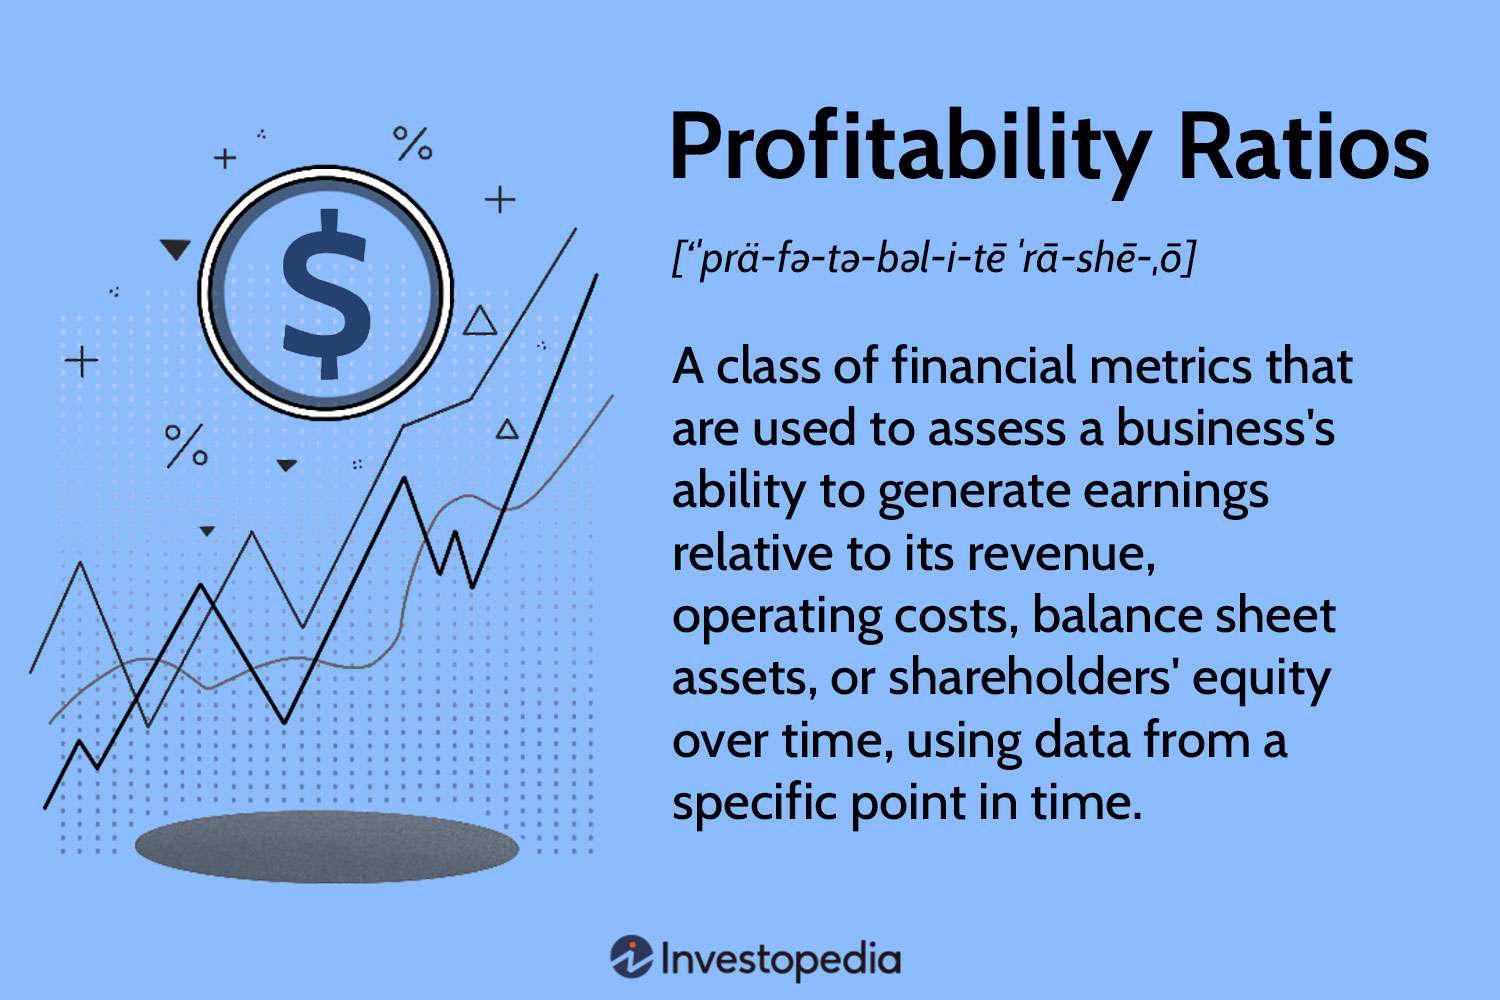 %
$
%
Profitability Ratios
[“ˈprä-fə-tə-bəl-i-tē ˈrā-shē-ˌō]
A class of financial metrics that
are used to assess a business's
ability to generate earnings
relative to its revenue,
operating costs, balance sheet
assets, or shareholders' equity
over time, using data from a
specific point in time.
Investopedia